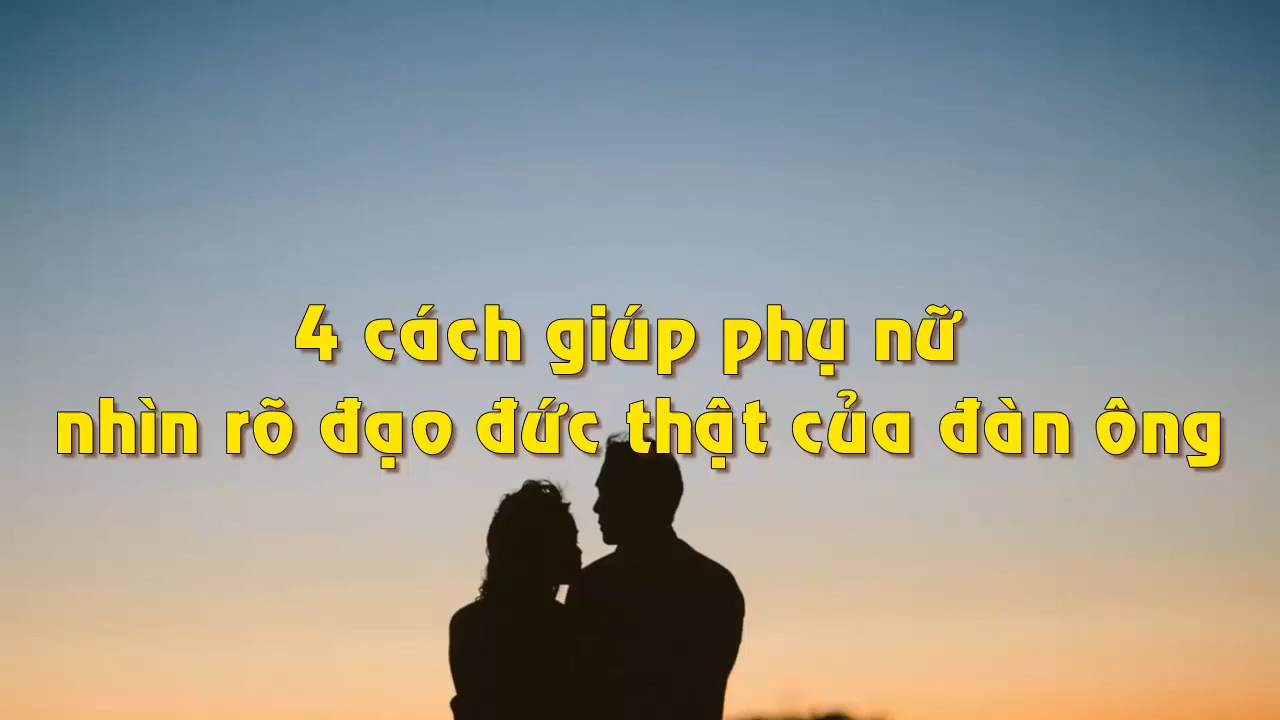 4 cách giúp phụ nữ
nhìn rõ đạo đức thật của đàn ông